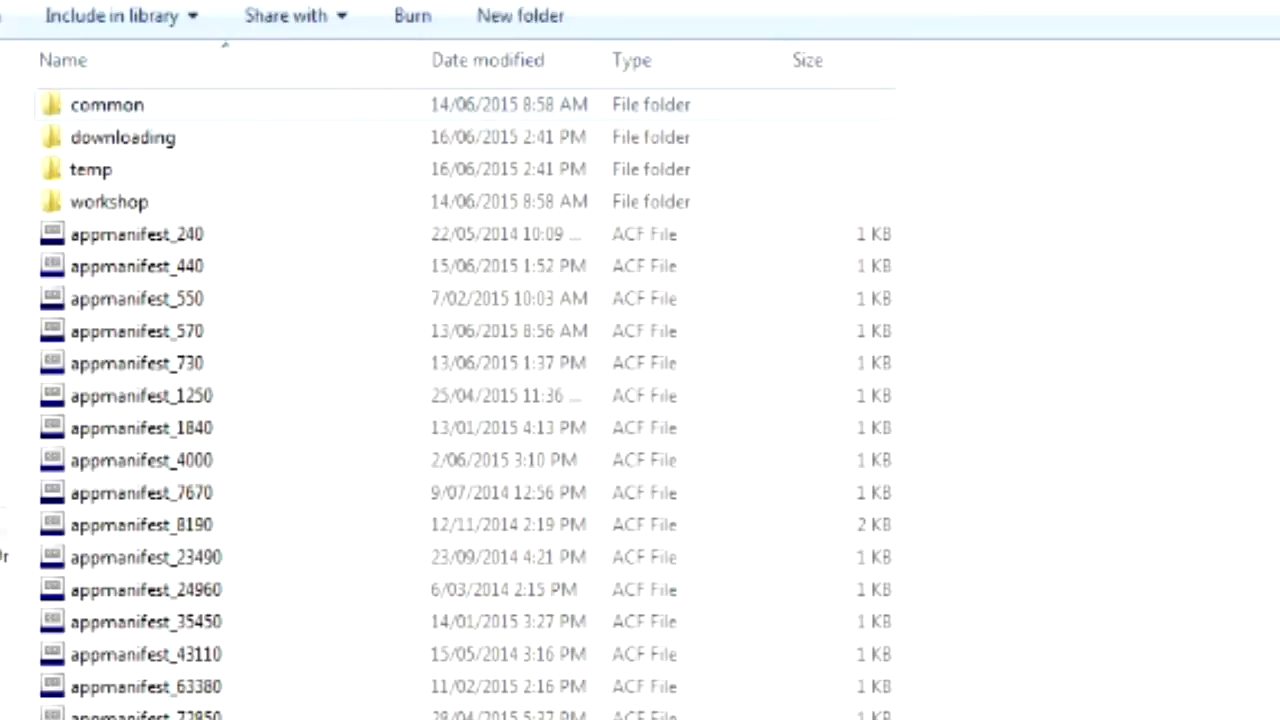 Include in library Share with Burn New folder
Name Date modified Type Size
common 14/06/2015 8:58 AM File folder
downloading 16/06/2015 2:41 PM File folder
temp 16/06/2015 2:41 PM File folder
workshop 14/06/2015 8:58 AM File folder
appmanifest_240 22/05/2014 10:09 ... ACF File 1 KB
appmanifest_440 15/06/2015 1:52 PM ACF File 1 KB
appmanifest_550 7/02/2015 10:03 AM ACF File 1 KB
appmanifest_570 13/06/2015 8:56 AM ACF File 1 KB
appmanifest_730 13/06/2015 1:37 PM ACF File 1 KB
appmanifest_1250 25/04/2015 11:36 ... ACF File 1 KB
appmanifest_1840 13/01/2015 4:13 PM ACF File 1 KB
appmanifest_4000 2/06/2015 3:10 PM ACF File 1 KB
appmanifest_7670 9/07/2014 12:56 PM ACF File 1 KB
appmanifest_8190 12/11/2014 2:19 PM ACF File 2 KB
appmanifest_23490 23/09/2014 4:21 PM ACF File 1 KB
appmanifest_24960 6/03/2014 2:15 PM ACF File 1 KB
appmanifest_35450 14/01/2015 3:27 PM ACF File 1 KB
appmanifest_43110 15/05/2014 3:16 PM ACF File 1 KB
appmanifest_63380 11/02/2015 2:16 PM ACF File 1 KB
ACF File 1 KB